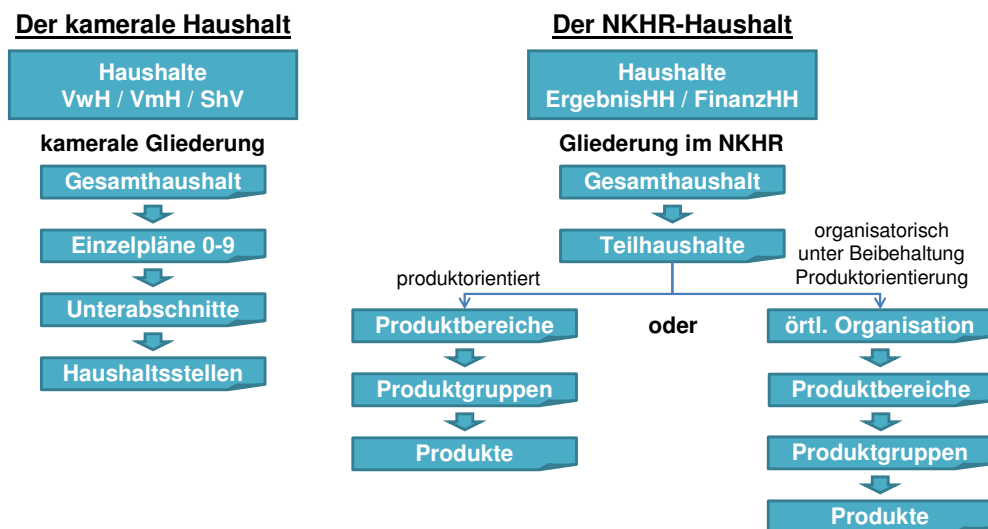 Der kamerale Haushalt
Haushalte
VwH / VmH / ShV
kamerale Gliederung
Gesamthaushalt
Einzelpläne 0-9
Unterabschnitte
Haushaltsstellen
Der NKHR-Haushalt
Haushalte
ErgebnisHH / FinanzHH
Gliederung im NKHR
Gesamthaushalt
Teilhaushalte
produktorientiert
organisatorisch
unter Beibehaltung
Produktorientierung
oder
Produktbereiche
Produktgruppen
Produkte
örtl. Organisation
Produktbereiche
Produktgruppen
Produkte